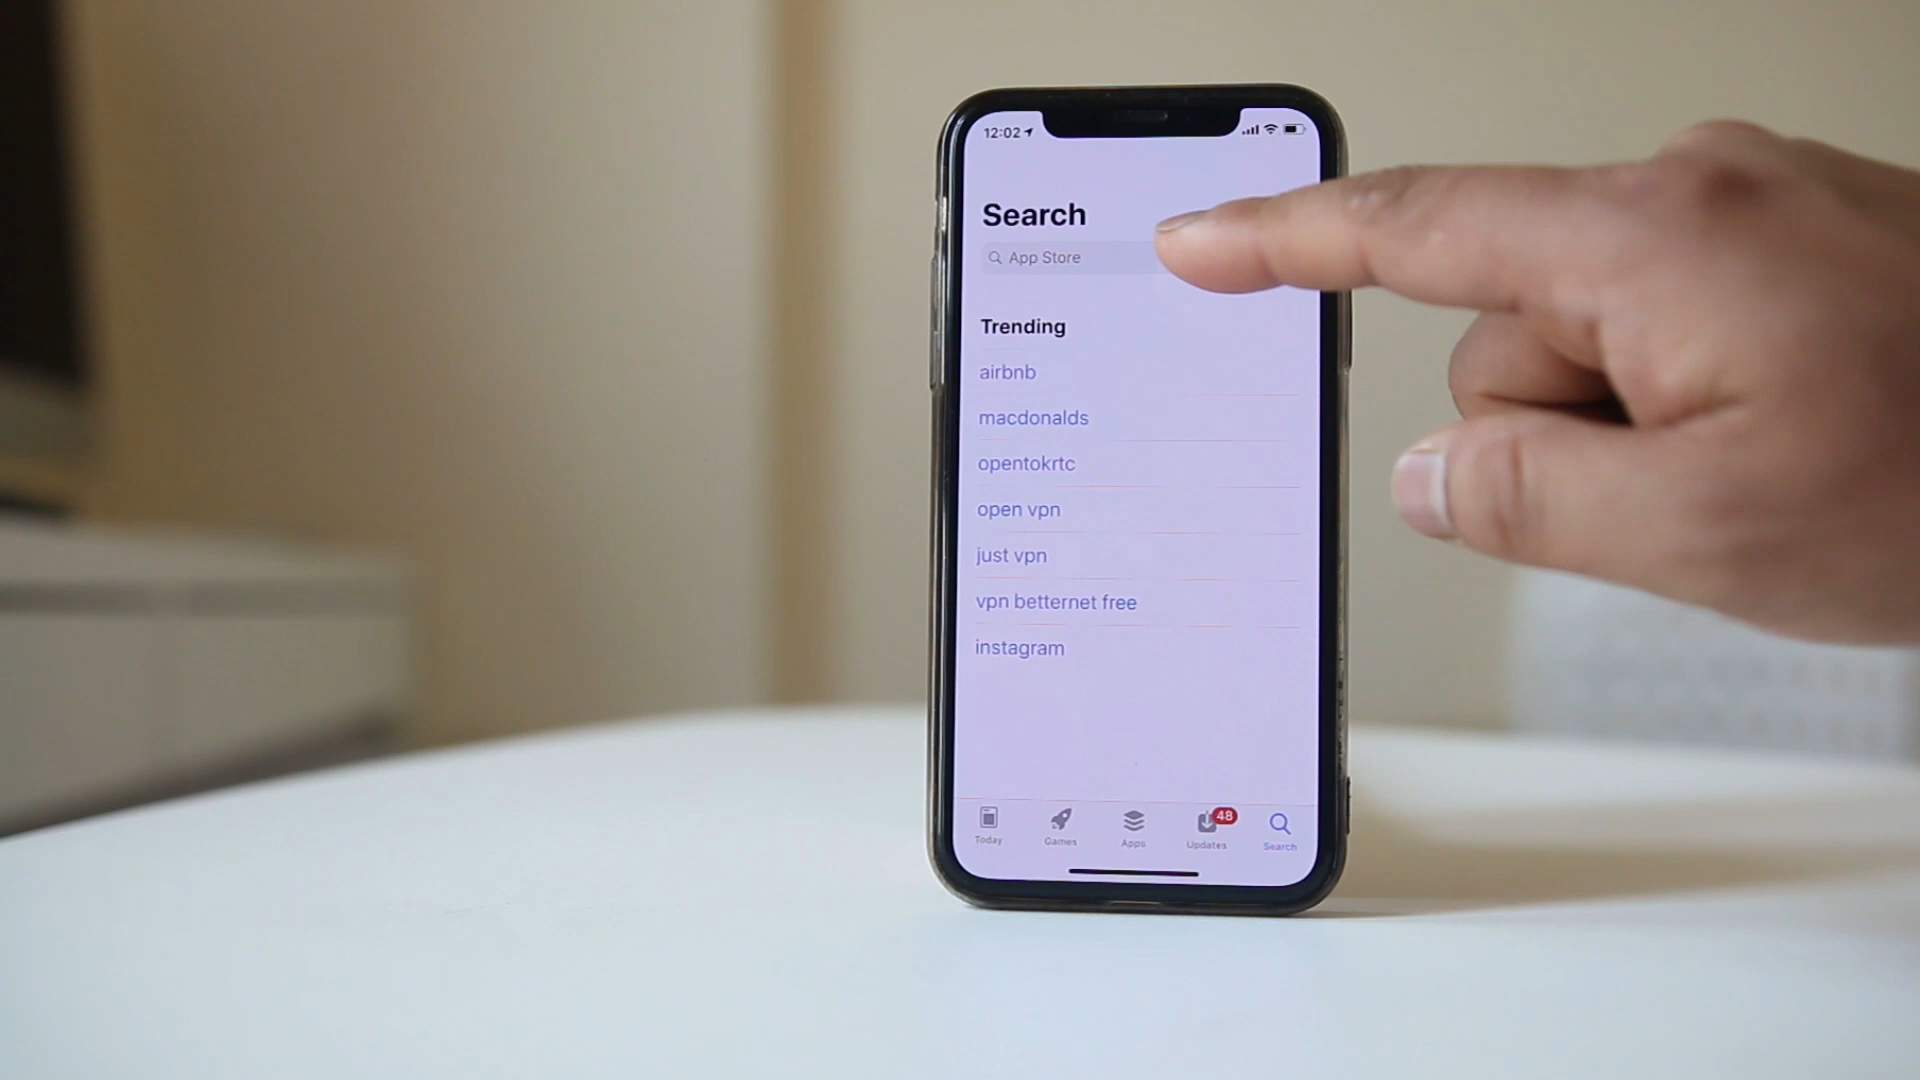 12:02
Search
App Store
Trending
airbnb
macdonalds
opentokrtc
open vpn
just vpn
vpn betternet free
instagram
Today
Games
Apps
48
Updates
Search